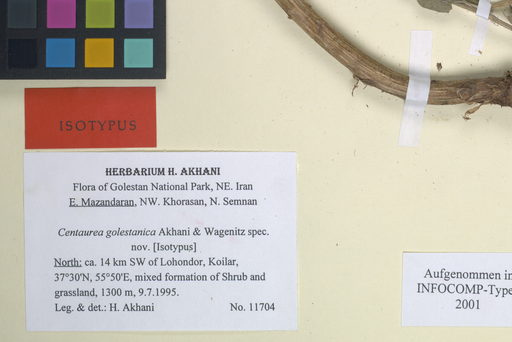 ISOTYPUS
HERBARIUM H. AKHANI
Flora of Golestan National Park, NE. Iran
E. Mazandaran, NW. Khorasan, N. Semnan
Centaurea golestanica Akhani & Wagenitz spec.
nov. [Isotypus]
North: ca. 14 km SW of Lohondor, Koilar,
37°30'N, 55°50'E, mixed formation of Shrub and
grassland, 1300 m, 9.7.1995.
Leg. & det.: H. Akhani No. 11704
Aufgenommen in
INFOCOMP-Type
2001